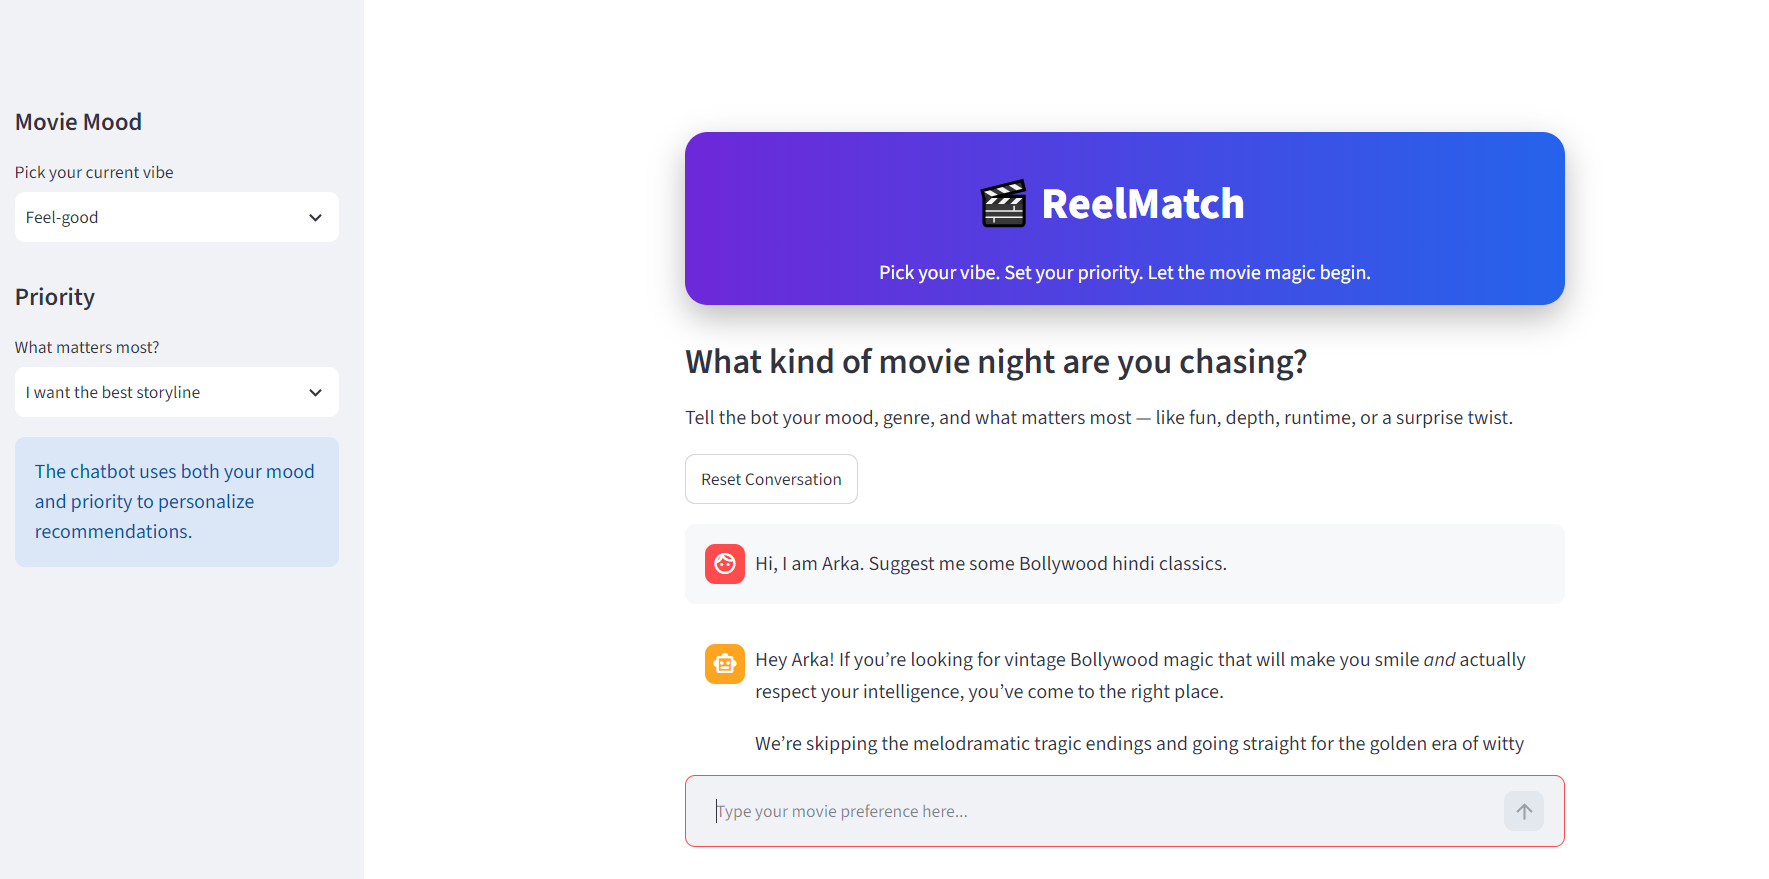 Movie Mood
Pick your current vibe
Feel-good
Priority
What matters most?
I want the best storyline
The chatbot uses both your mood
and priority to personalize
recommendations.
🎬 ReelMatch
Pick your vibe. Set your priority. Let the movie magic begin.
What kind of movie night are you chasing?
Tell the bot your mood, genre, and what matters most — like fun, depth, runtime, or a surprise twist.
Reset Conversation
Hi, I am Arka. Suggest me some Bollywood hindi classics.
Hey Arka! If you’re looking for vintage Bollywood magic that will make you smile and actually
respect your intelligence, you’ve come to the right place.
We’re skipping the melodramatic tragic endings and going straight for the golden era of witty
Type your movie preference here...